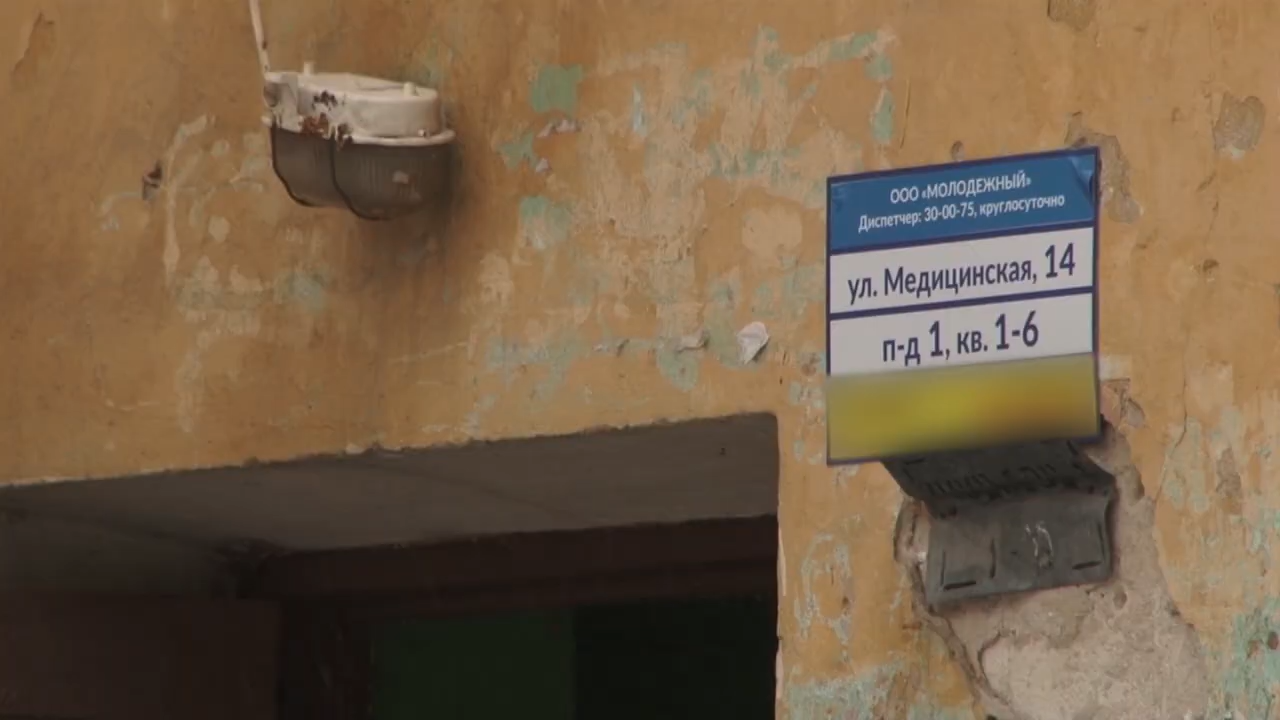 ООО «МОЛОДЕЖНЫЙ»
Диспетчер: 30-00-75, круглосуточно
ул. Медицинская, 14
п-д 1, кв. 1-6